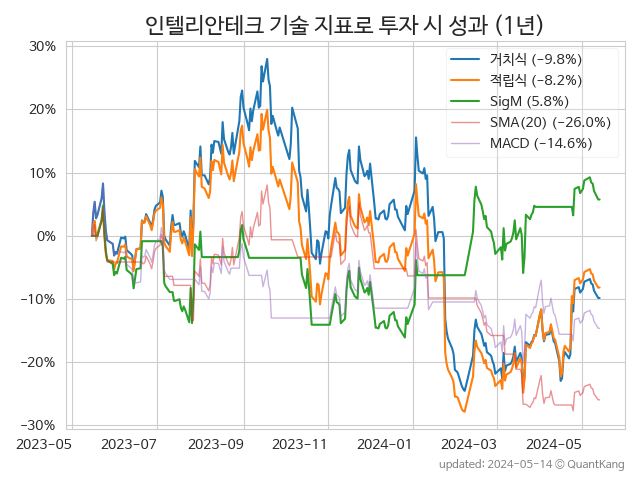 인텔리안테크 기술 지표로 투자 시 성과 (1년)
30%
20%
10%
0%
−10%
−20%
−30%
거치식 (−9.8%)
적립식 (−8.2%)
SigM (5.8%)
SMA(20) (−26.0%)
MACD (−14.6%)
2023-05 2023-07 2023-09 2023-11 2024-01 2024-03 2024-05
updated: 2024-05-14 © QuantKang